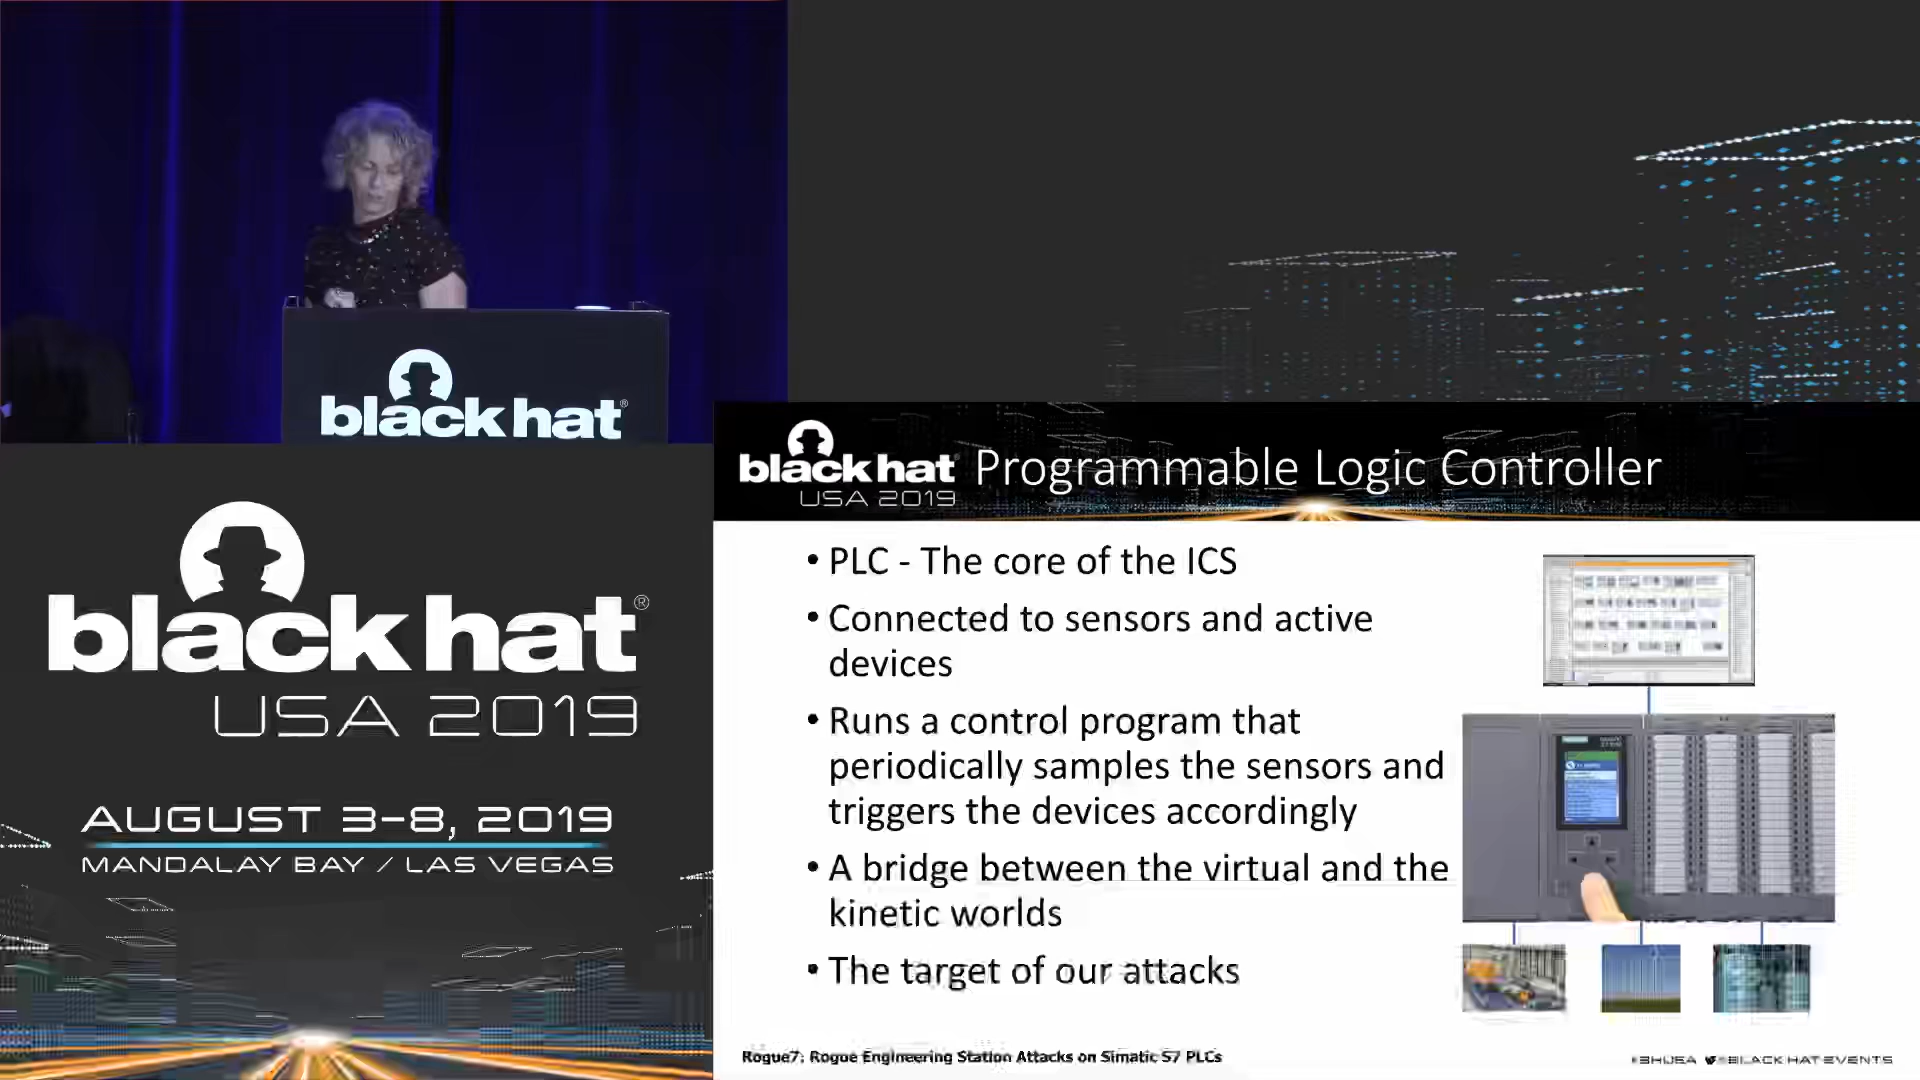 black hat®
black hat®
USA 2019
AUGUST 3-8, 2019
MANDALAY BAY / LAS VEGAS
black hat
USA 2019
Programmable Logic Controller
• PLC - The core of the ICS
• Connected to sensors and active
devices
• Runs a control program that
periodically samples the sensors and
triggers the devices accordingly
• A bridge between the virtual and the
kinetic worlds
• The target of our attacks
Rogue7: Rogue Engineering Station Attacks on Simatic S7 PLCs
#BHUSA @BLACKHATEVENTS